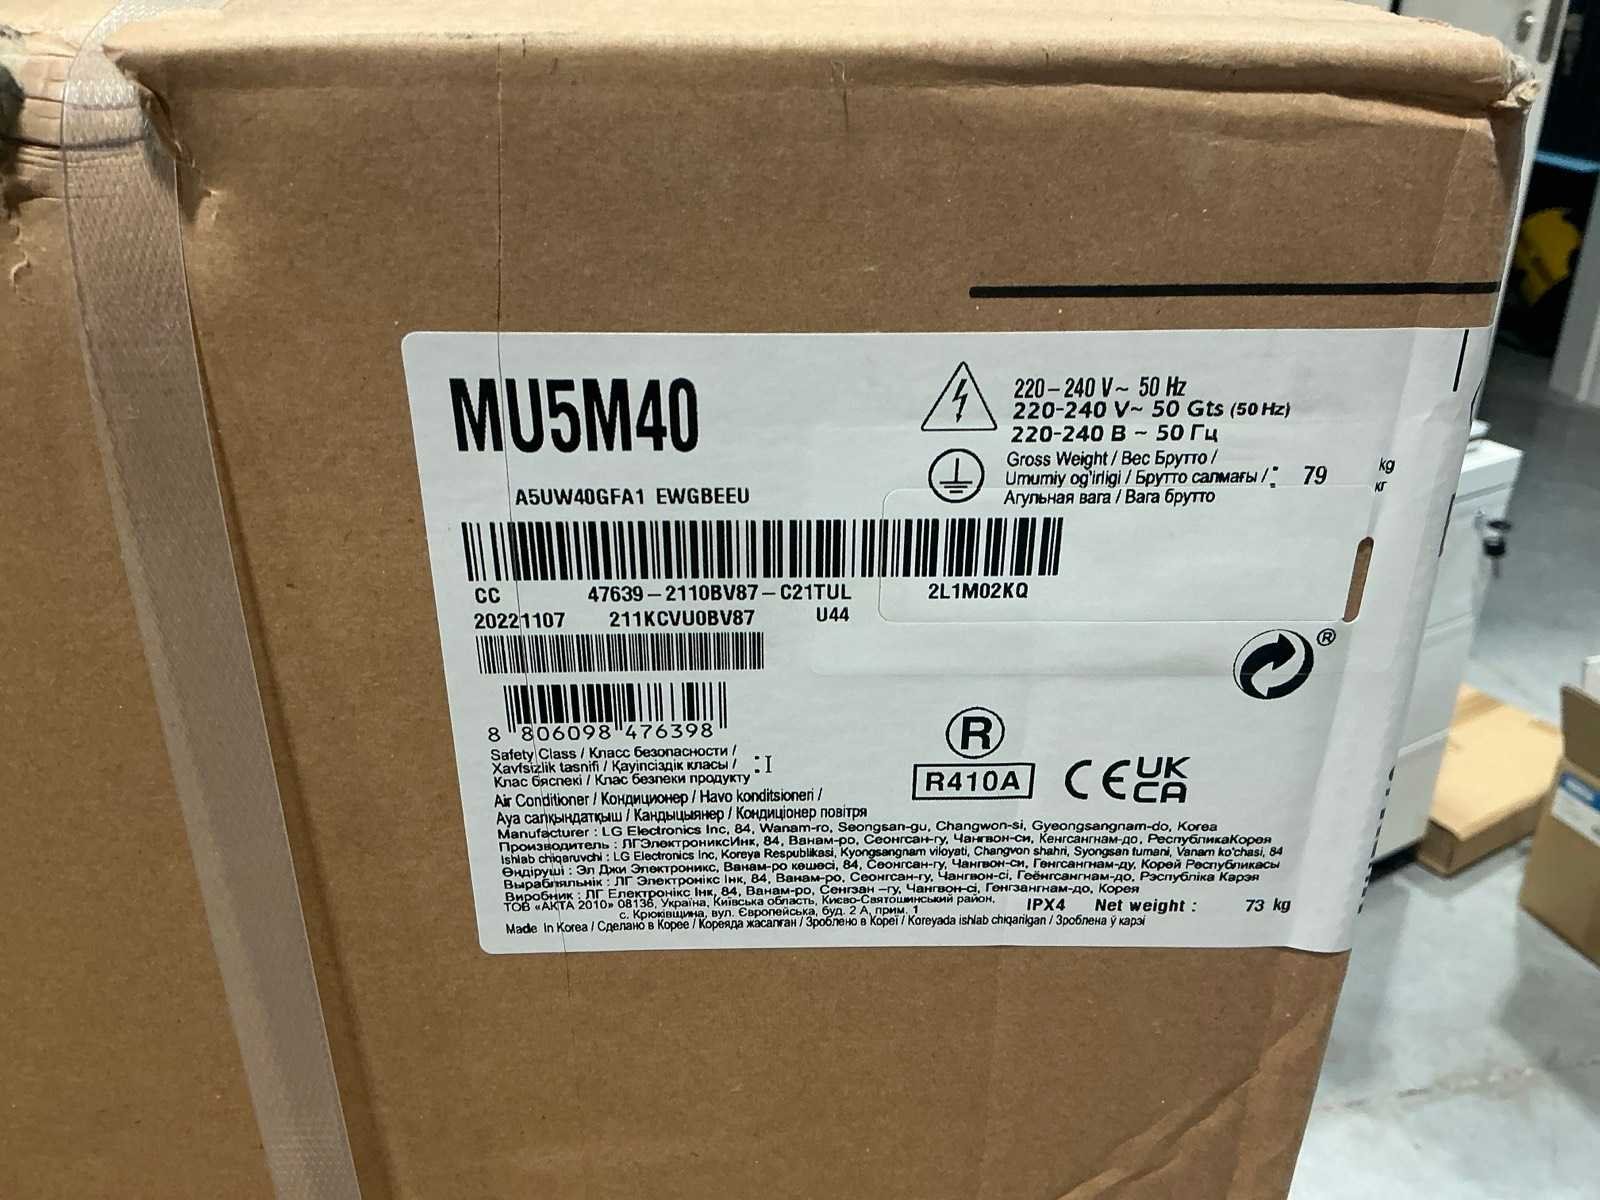 MU5M40
220-240 V~ 50 Hz
220-240 V~ 50 Gts (50 Hz)
220-240 В ~ 50 Гц
Gross Weight / Вес Брутто /
Umumiy og'irligi / Брутто салмағы / : 79 kg
Агульная вага / Вага брутто кг
A5UW40GFA1 EWGBEEU
CC 47639-2110BV87-C21TUL 2L1M02KQ
20221107 211KCVU0BV87 U44
8 806098 476398
Safety Class / Класс безопасности /
Xavfsizlik tasnifi / Қауіпсіздік класы / : I
Клас бяспекі / Клас безпеки продукту
R
R410A
CE UK CA
®
Air Conditioner / Кондиционер / Havo konditsioneri /
Ауа салқындатқыш / Кандыцыянер / Кондиціонер повітря
Manufacturer : LG Electronics Inc, 84, Wanam-ro, Seongsan-gu, Changwon-si, Gyeongsangnam-do, Korea
Производитель : ЛГЭлектрониксИнк, 84, Ванам-ро, Сеонгсан-гу, Чангвон-си, Кенгсангнам-до, РеспубликаКорея
Ishlab chiqaruvchi : LG Electronics Inc, Koreya Respublikasi, Kyongsangnam viloyati, Changvon shahri, Syongsan tumani, Vanam ko'chasi, 84
Өндіруші : Эл Джи Электроникс, Ванам-ро көшесі, 84, Сеонгсан-гу, Чангвон-си, Генгсангнам-ду, Корей Республикасы
Вырабляльнік : ЛГ Электронікс Інк, 84, Ванам-ро, Сеонгсан-гу, Чангвон-сі, Геёнгсангнам-до, Рэспубліка Карэя
Виробник : ЛГ Електронікс Інк, 84, Ванам-ро, Сенгзан -гу, Чангвон-сі, Генгзангнам-до, Корея
ТОВ «АКТА 2010» 08136, Україна, Київська область, Києво-Святошинський район,
с. Крюківщина, вул. Європейська, буд. 2 А, прим. 1
IPX4 Net weight : 73 kg
Made In Korea / Сделано в Корее / Кореяда жасалған / Зроблено в Кореї / Koreyada ishlab chiqarilgan / Зроблена ў карэі